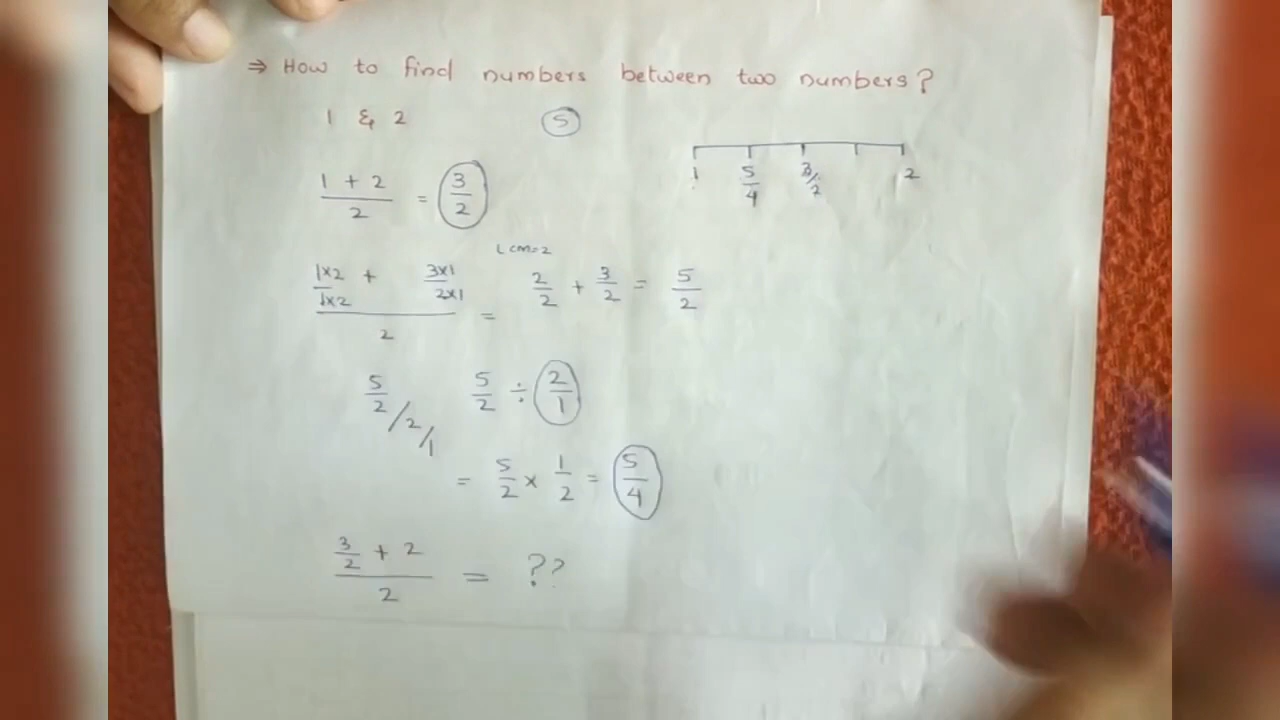 ⇒ How to find numbers between two numbers?
1 & 2 5
1 5/4 3/2 2
(1 + 2)/2 = 3/2
LCM=2
((1×2)/(1×2) + (3×1)/(2×1))/2 = 2/2 + 3/2 = 5/2
5/2/2/1 5/2 ÷ 2/1
= 5/2 × 1/2 = 5/4
(3/2 + 2)/2 = ??